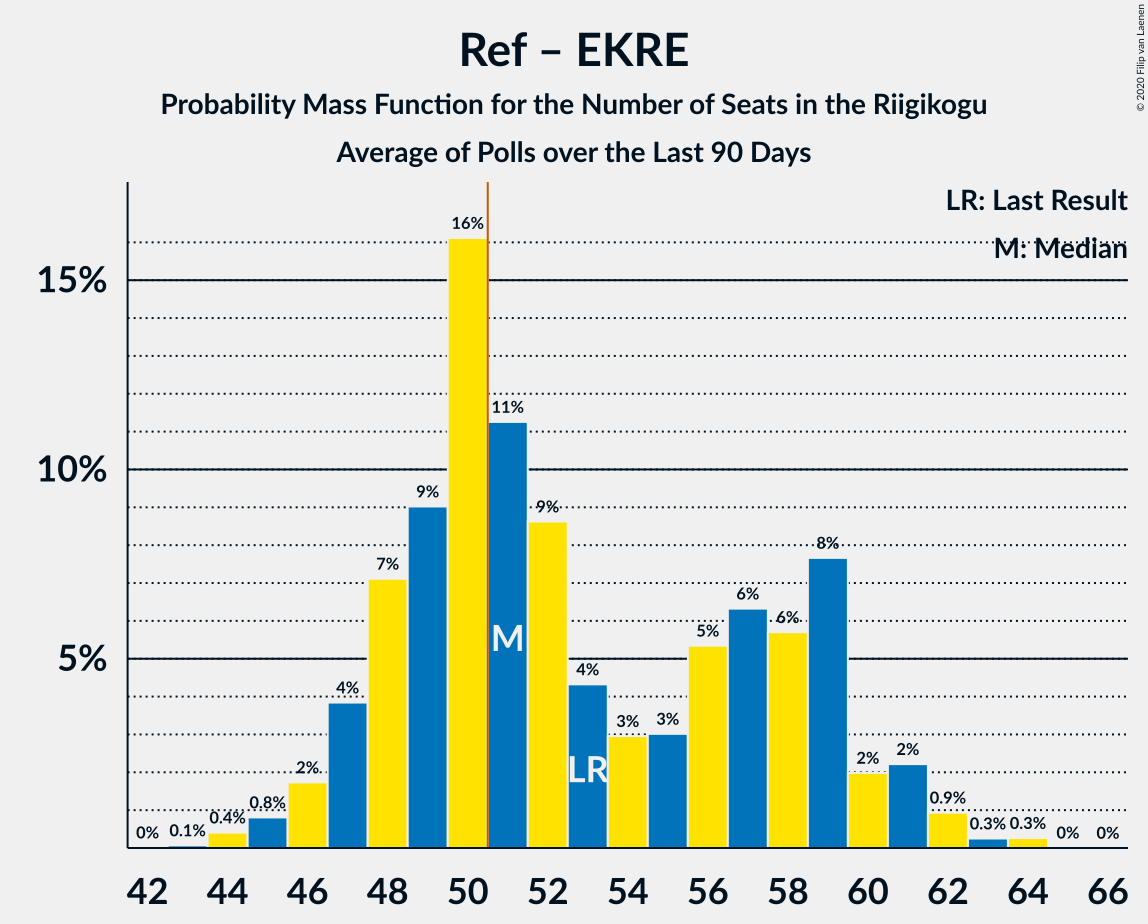 Ref – EKRE
Probability Mass Function for the Number of Seats in the Riigikogu
Average of Polls over the Last 90 Days
© 2020 Filip van Laenen
LR: Last Result
M: Median
15%
10%
5%
0% 0.1% 0.4% 0.8% 2% 4% 7% 9% 16% 11% 9% 4% 3% 3% 5% 6% 6% 8% 2% 2% 0.9% 0.3% 0.3% 0% 0%
M
LR
42 44 46 48 50 52 54 56 58 60 62 64 66